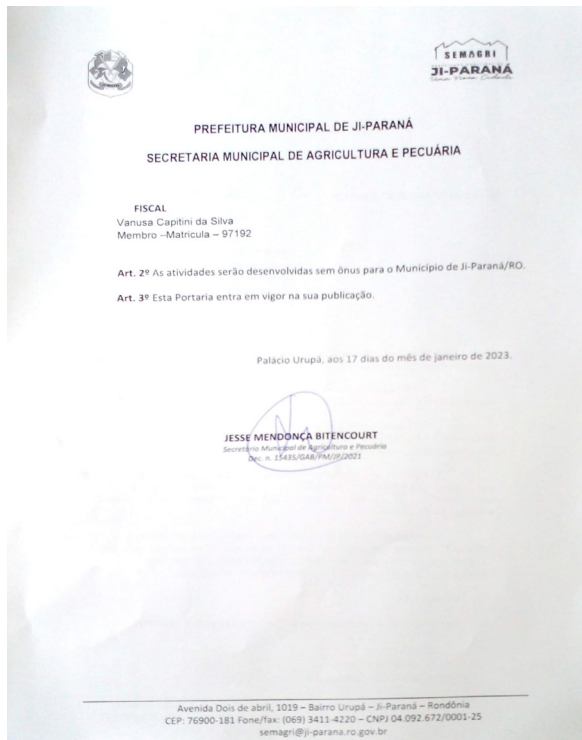 SEMAGRI
JI-PARANÁ
PREFEITURA MUNICIPAL DE JI-PARANÁ
SECRETARIA MUNICIPAL DE AGRICULTURA E PECUÁRIA
FISCAL
Vanusa Capitini da Silva
Membro –Matricula – 97192
Art. 2º As atividades serão desenvolvidas sem ônus para o Município de Ji-Paraná/RO.
Art. 3º Esta Portaria entra em vigor na sua publicação.
Palácio Urupá, aos 17 dias do mês de janeiro de 2023.
JESSE MENDONÇA BITENCOURT
Secretário Municipal de Agricultura e Pecuária
Dec. n. 15435/GAB/PM/JP/2021
Avenida Dois de abril, 1019 – Bairro Urupá – Ji-Paraná – Rondônia
CEP: 76900-181 Fone/fax: (069) 3411-4220 – CNPJ 04.092.672/0001-25
semagri@ji-parana.ro.gov.br